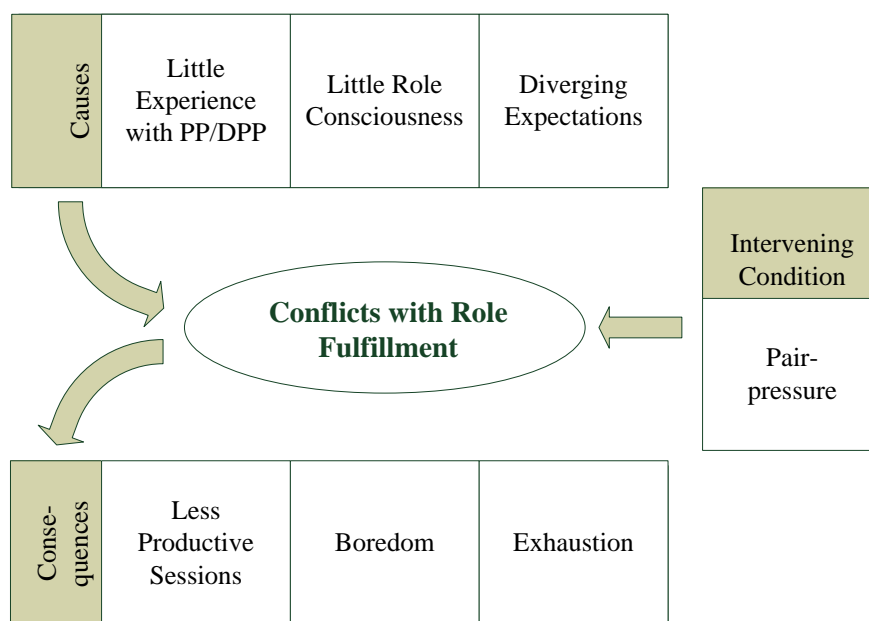 Causes
Little
Experience
with PP/DPP
Little Role
Consciousness
Diverging
Expectations
Intervening
Condition
Pair-
pressure
Conflicts with Role
Fulfillment
Conse-
quences
Less
Productive
Sessions
Boredom
Exhaustion